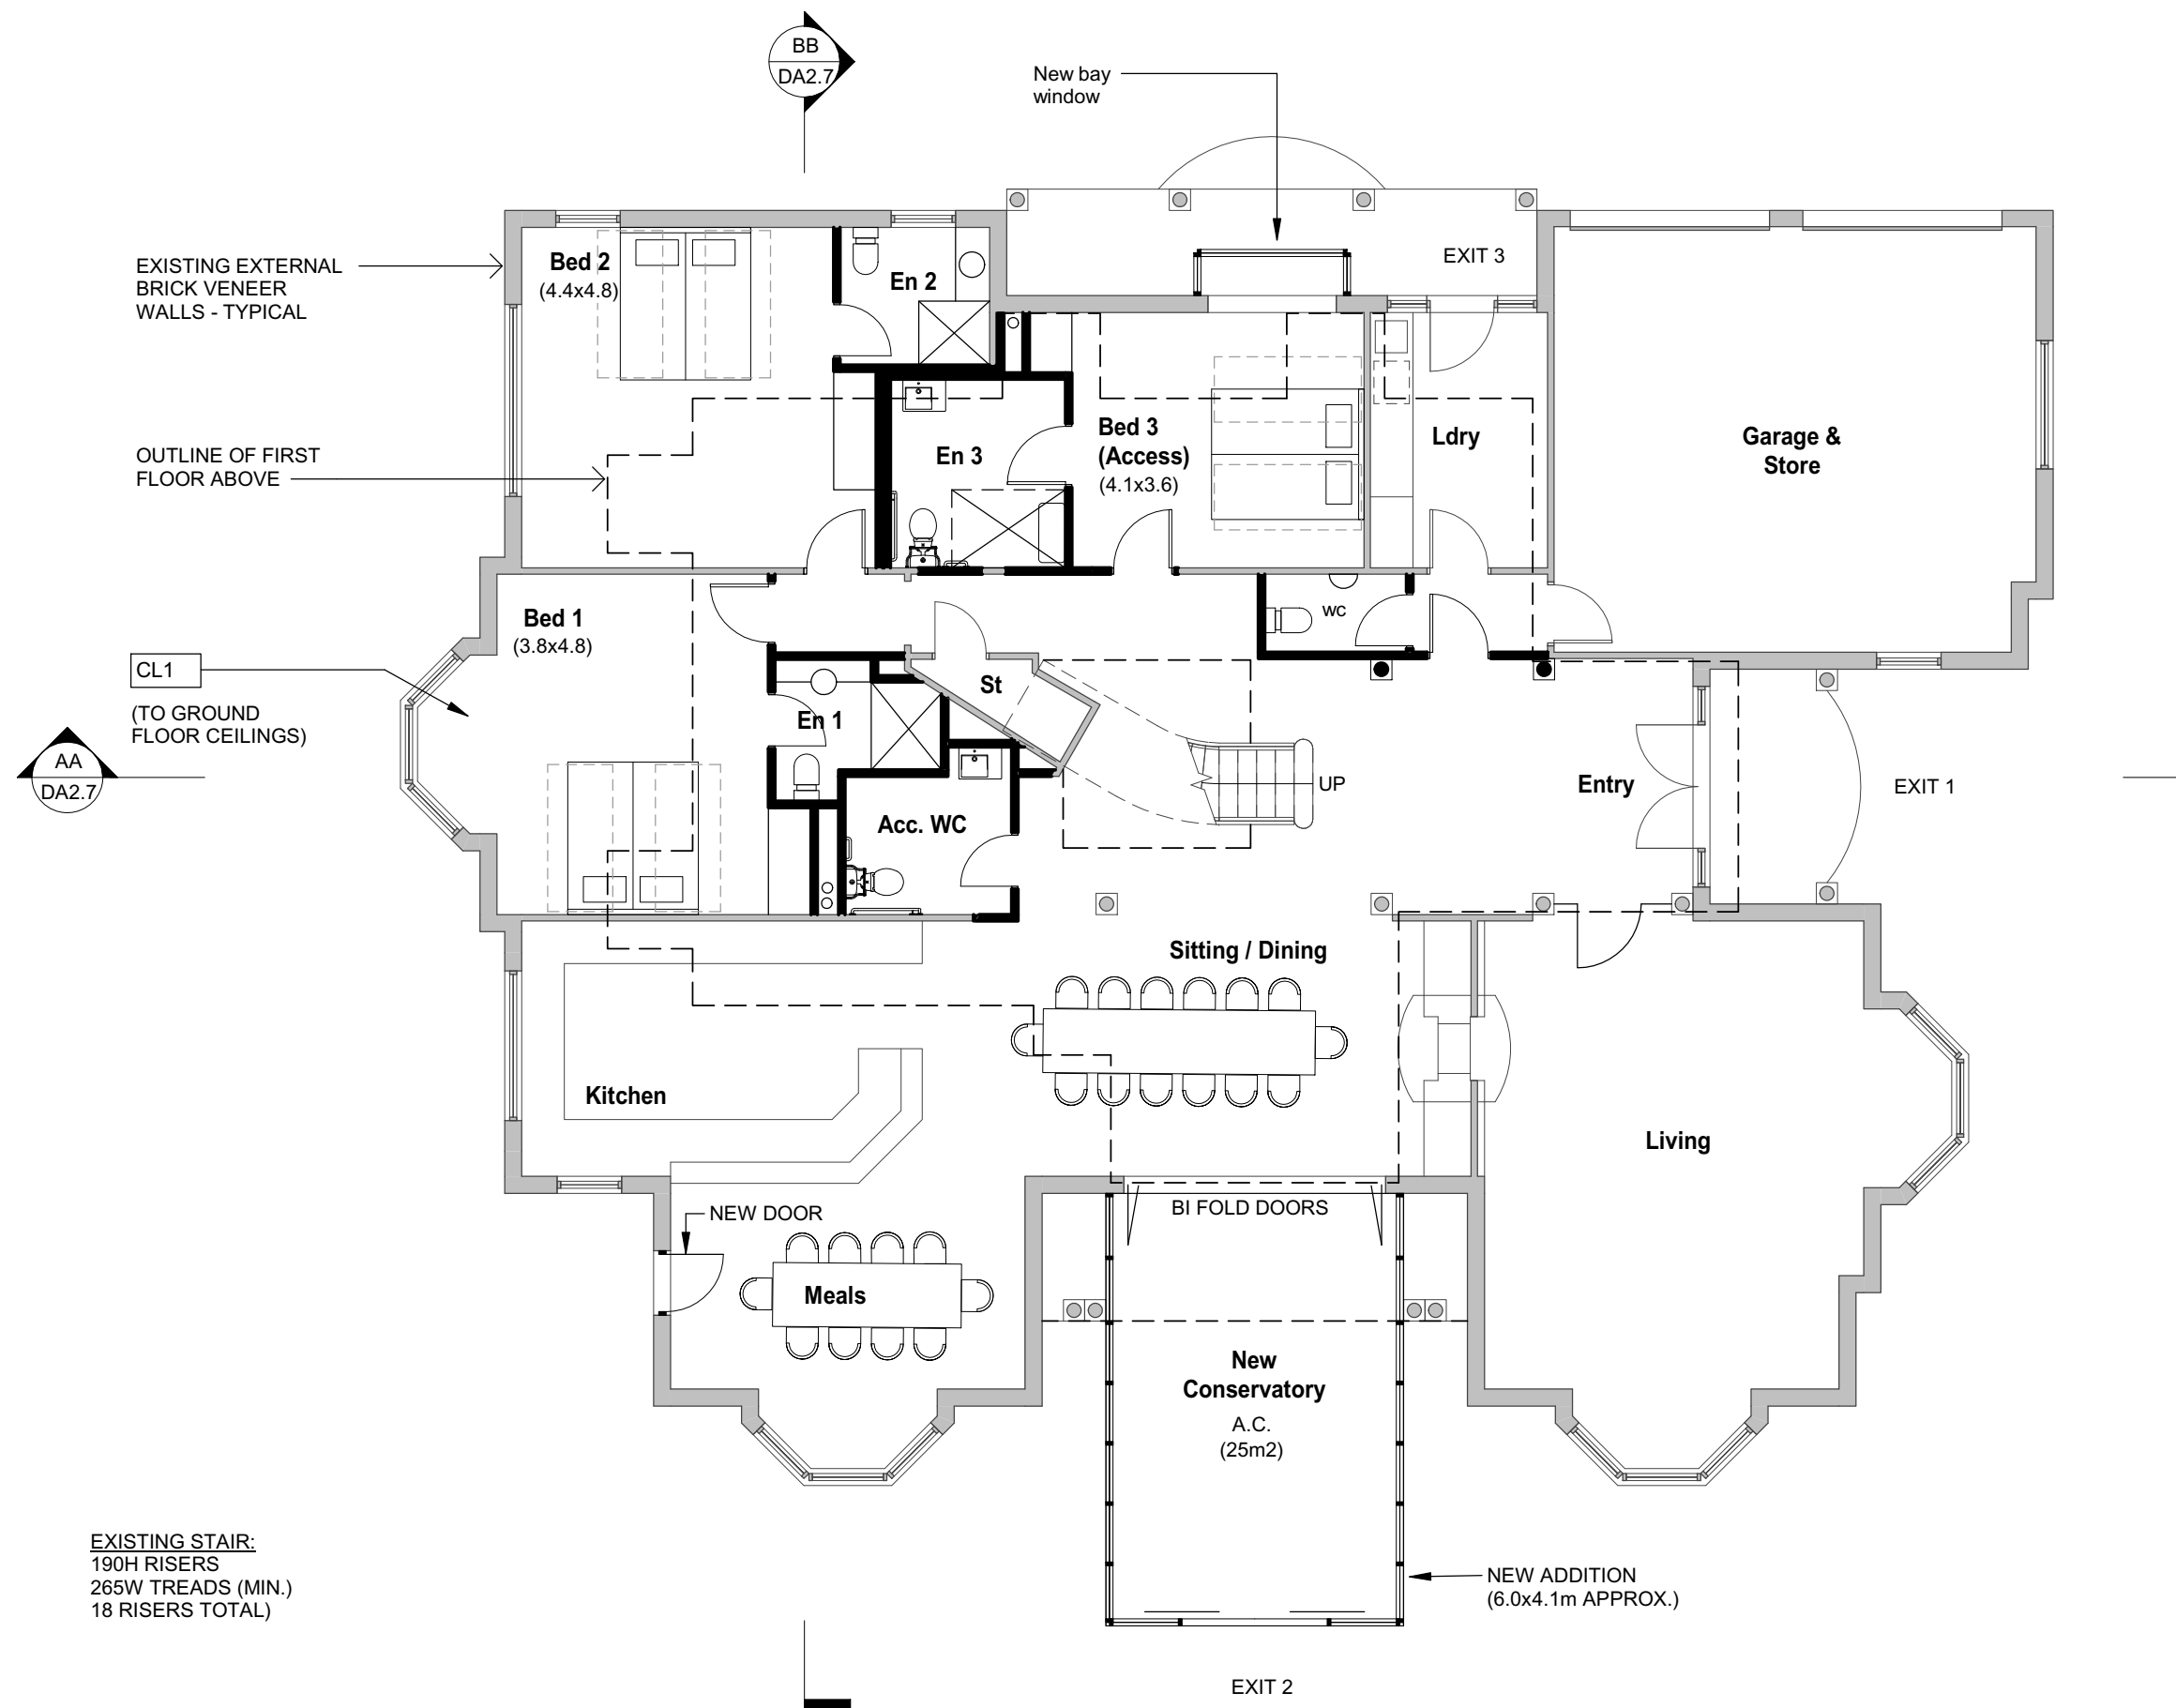 BB
DA2.7
New bay
window
EXISTING EXTERNAL
BRICK VENEER
WALLS - TYPICAL
Bed 2
(4.4x4.8)
En 2
EXIT 3
OUTLINE OF FIRST
FLOOR ABOVE
En 3
Bed 3
(Access)
(4.1x3.6)
Ldry
Garage &
Store
Bed 1
(3.8x4.8)
wc
CL1
(TO GROUND
FLOOR CEILINGS)
St
En 1
AA
DA2.7
UP
Entry
EXIT 1
Acc. WC
Sitting / Dining
Kitchen
Living
NEW DOOR
BI FOLD DOORS
Meals
New
Conservatory
A.C.
(25m2)
EXISTING STAIR:
190H RISERS
265W TREADS (MIN.)
18 RISERS TOTAL)
NEW ADDITION
(6.0x4.1m APPROX.)
EXIT 2